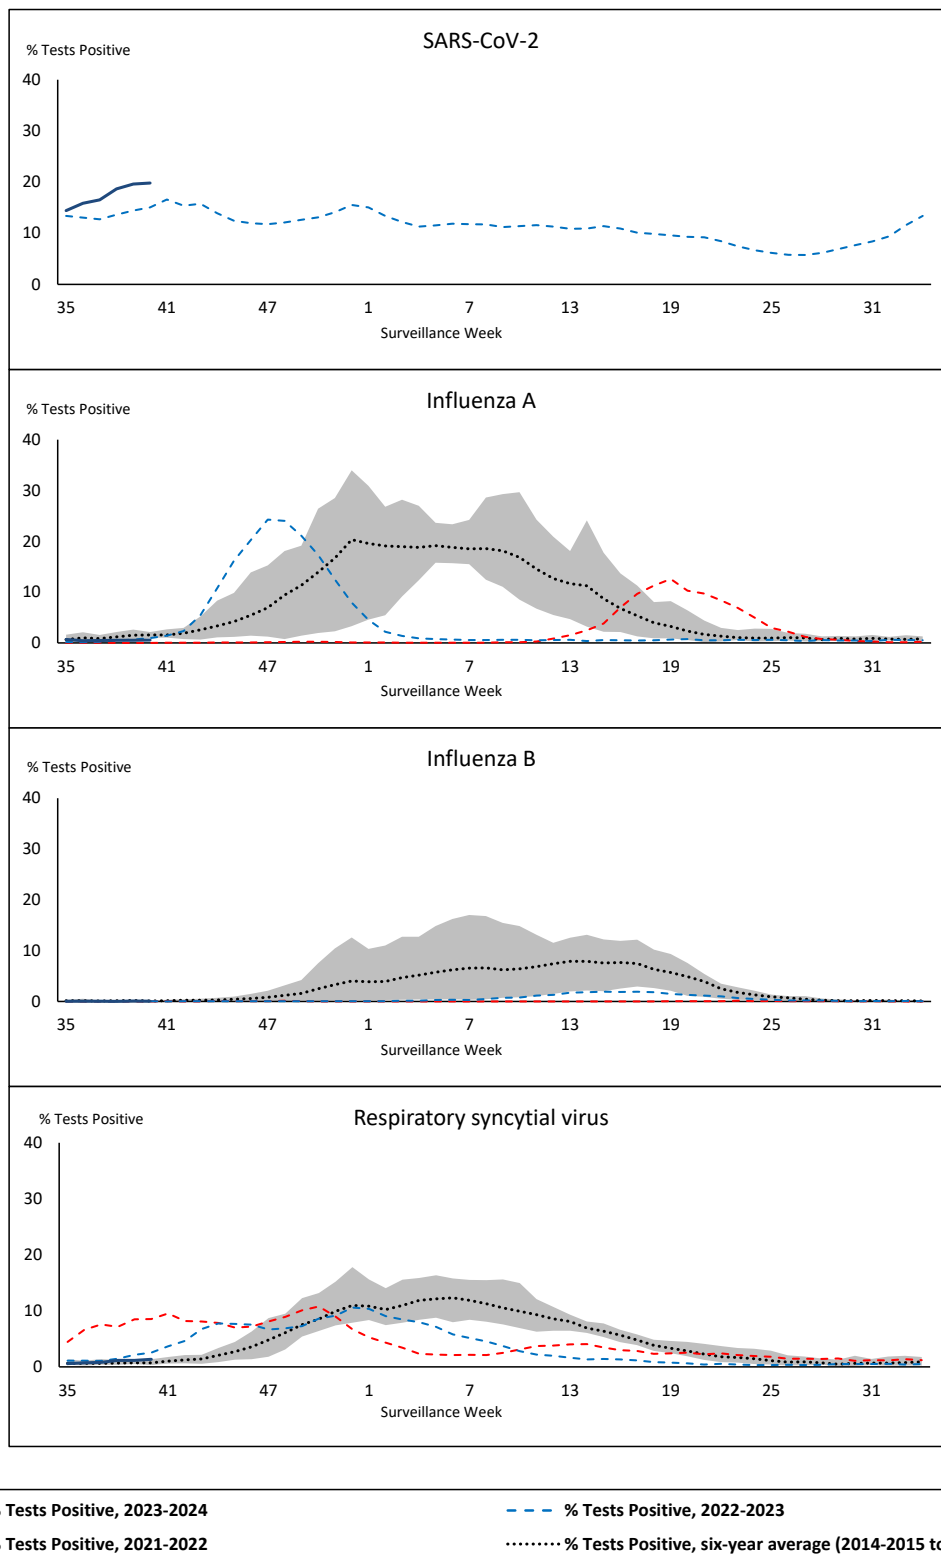 SARS-CoV-2
% Tests Positive
40
30
20
10
0
35 41 47 1 7 13 19 25 31
Surveillance Week
Influenza A
% Tests Positive
40
30
20
10
0
35 41 47 1 7 13 19 25 31
Surveillance Week
Influenza B
% Tests Positive
40
30
20
10
0
35 41 47 1 7 13 19 25 31
Surveillance Week
Respiratory syncytial virus
% Tests Positive
40
30
20
10
0
35 41 47 1 7 13 19 25 31
Surveillance Week
% Tests Positive, 2023-2024
% Tests Positive, 2022-2023
% Tests Positive, 2021-2022
% Tests Positive, six-year average (2014-2015 to